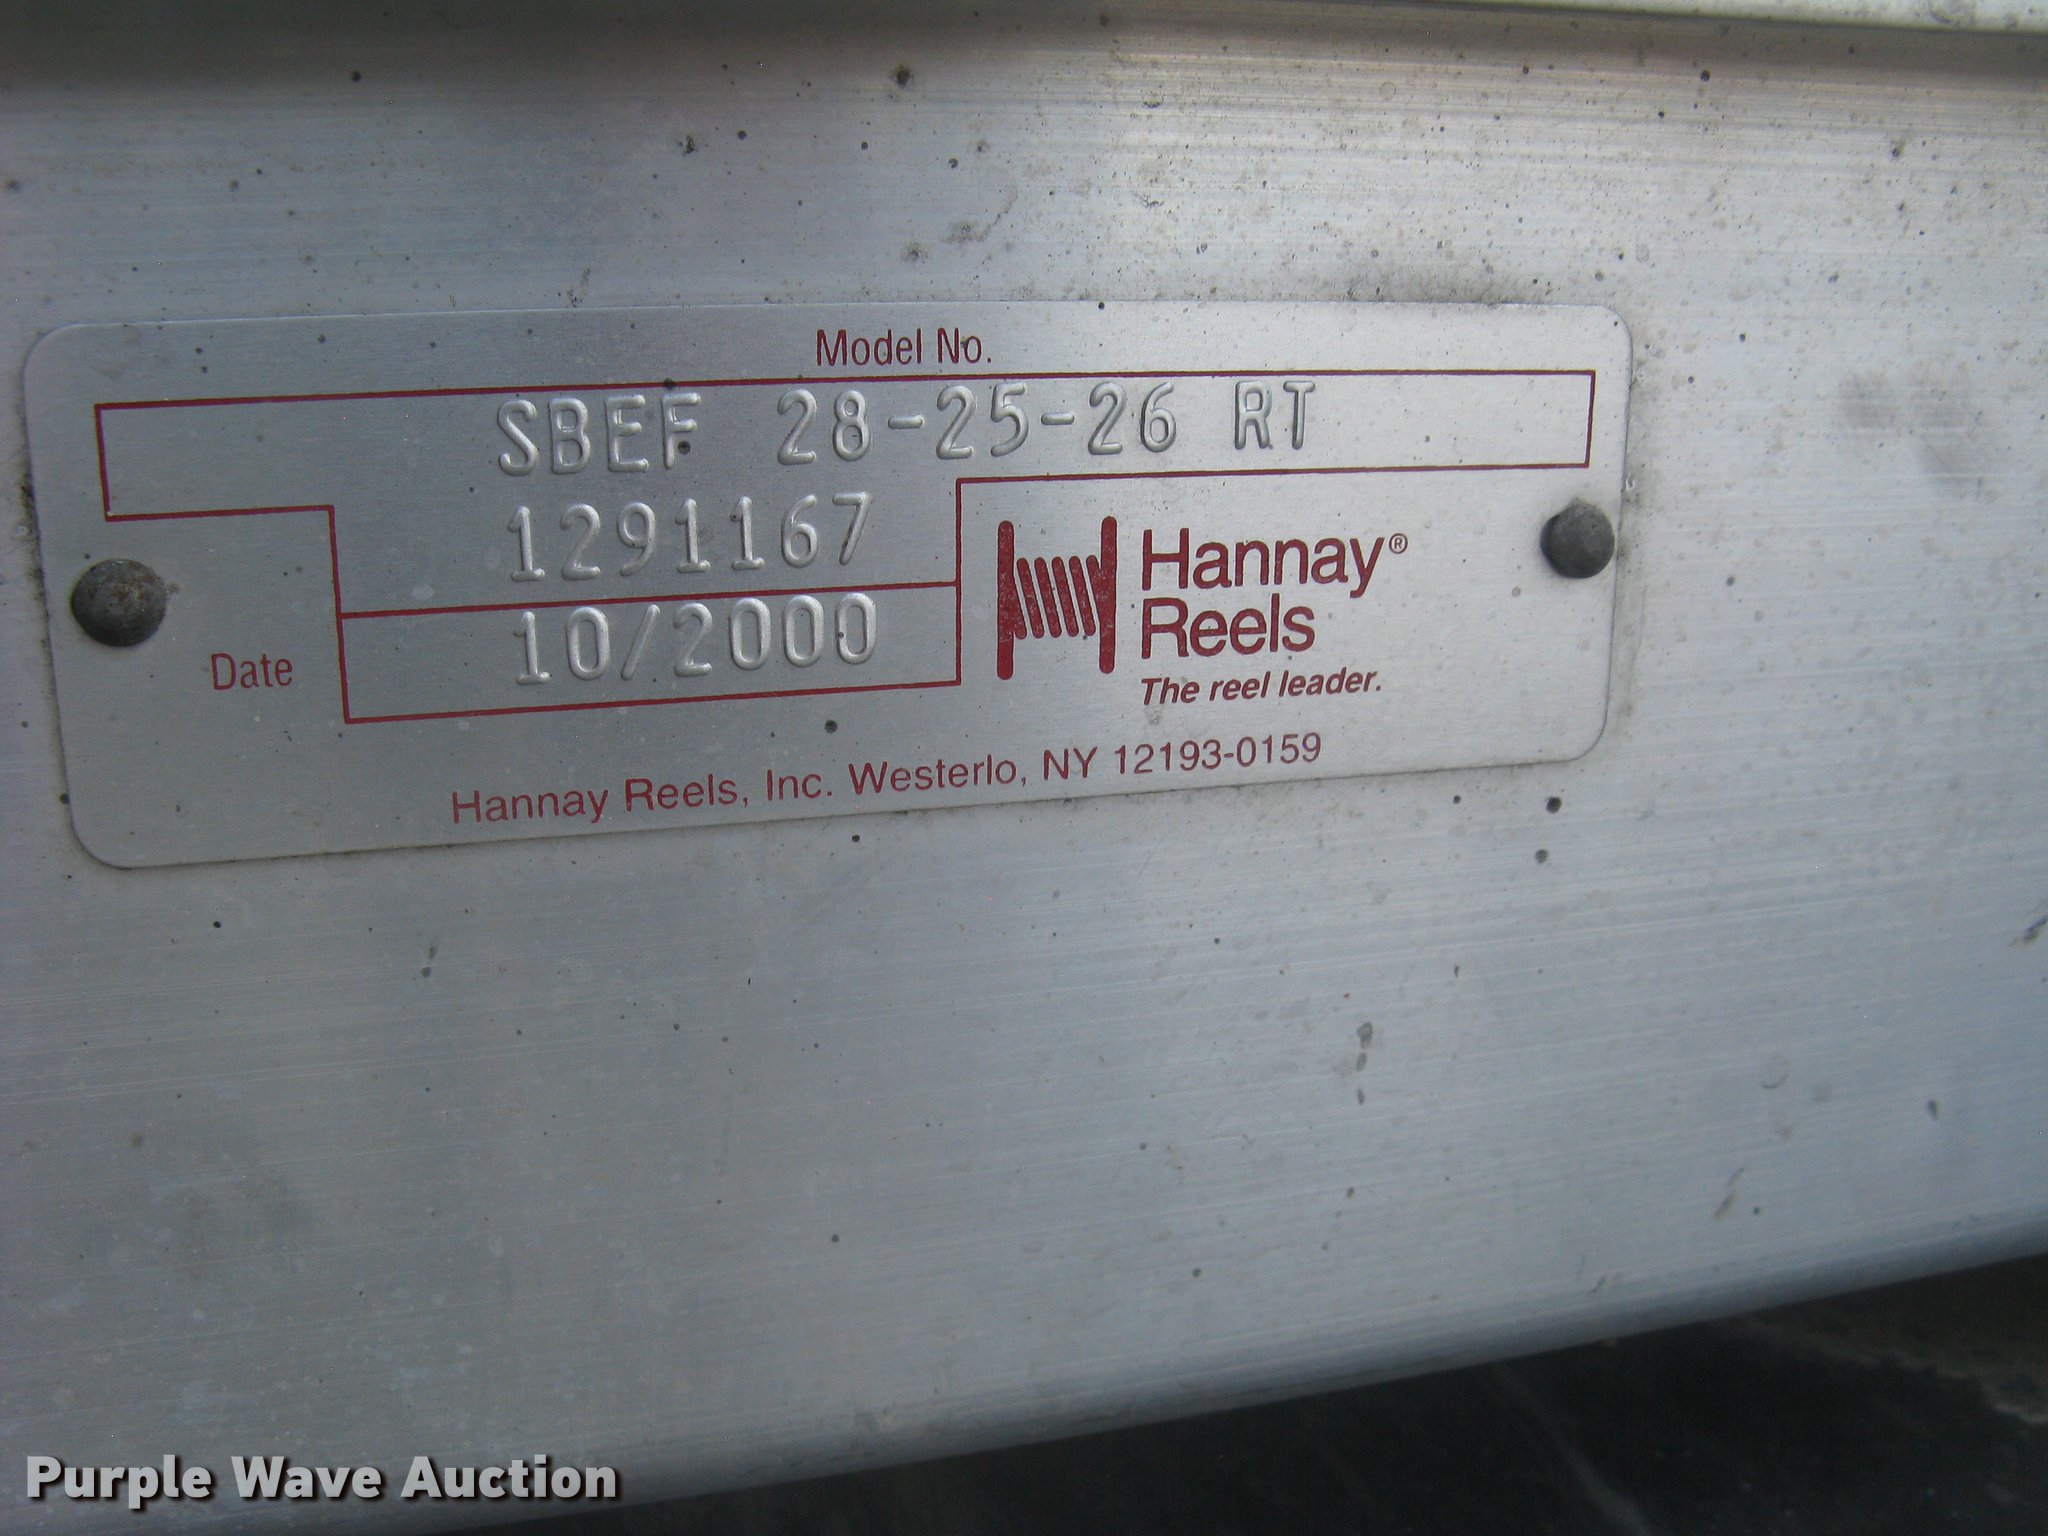 Model No.
SBEF 28-25-26 RT
1291167
Date 10/2000
Hannay®
Reels
The reel leader.
Hannay Reels, Inc. Westerlo, NY 12193-0159
Purple Wave Auction